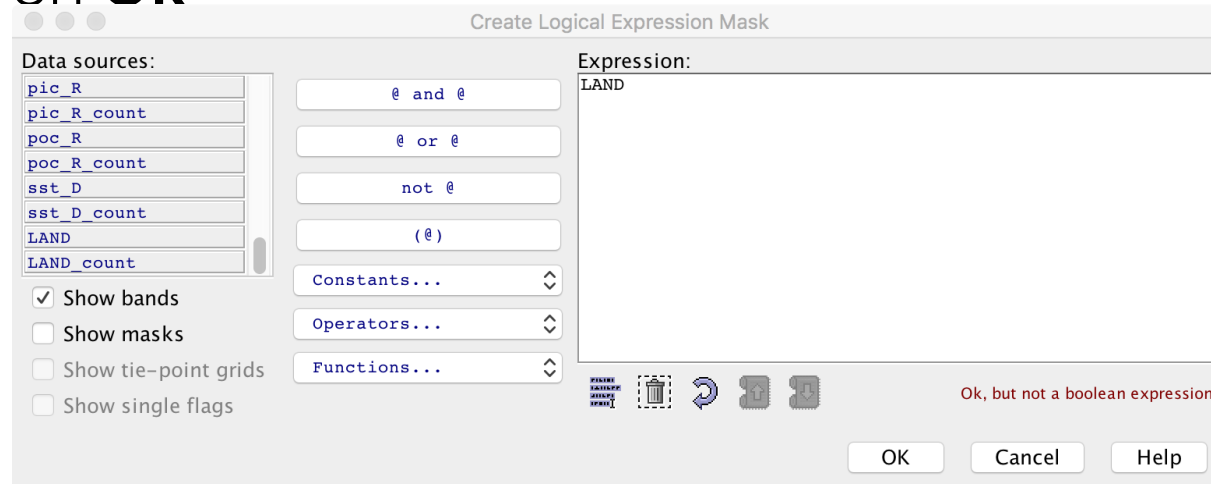 Create Logical Expression Mask
Data sources:
pic_R
pic_R_count
poc_R
poc_R_count
sst_D
sst_D_count
LAND
LAND_count
Show bands
Show masks
Show tie-point grids
Show single flags
@ and @
@ or @
not @
(@)
Constants...
Operators...
Functions...
Expression:
LAND
Ok, but not a boolean expression
OK
Cancel
Help